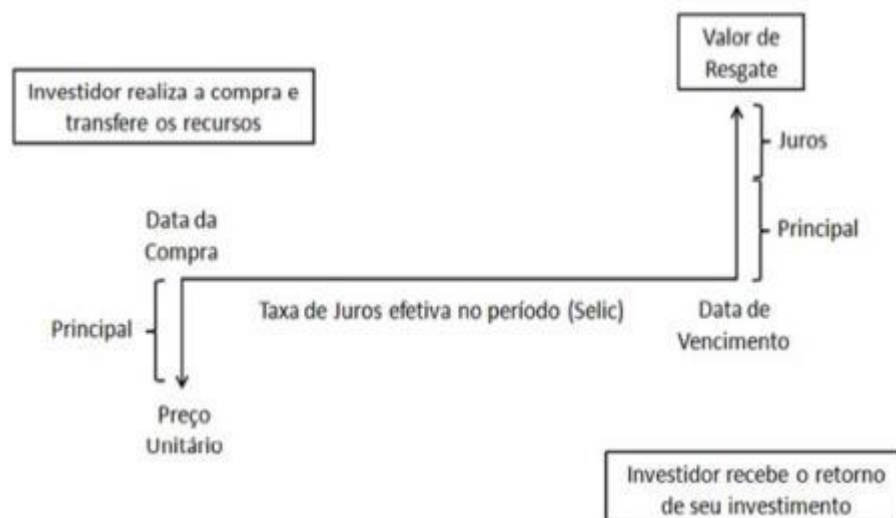 Valor de
Resgate
Investidor realiza a compra e
transfere os recursos
Juros
Data da
Compra
Principal
Principal
Taxa de Juros efetiva no período (Selic)
Data de
Vencimento
Preço
Unitário
Investidor recebe o retorno
de seu investimento